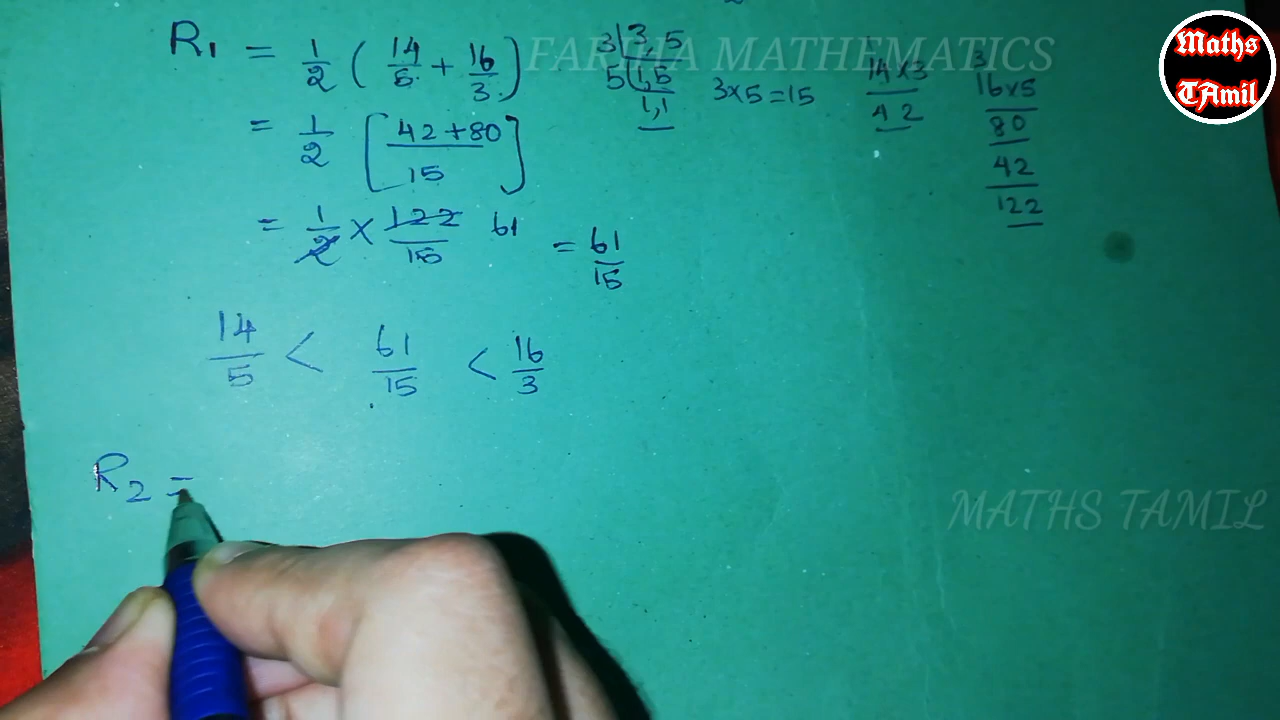 R1 = 1/2 ( 14/5 + 16/3 )
3 | 3, 5
5 | 1, 5
1, 1
3×5=15
14×3
42
3
16×5
80
42
122
= 1/2 [ 42+80 / 15 ]
= 1/2 × 122/15 61 = 61/15
14/5 < 61/15 < 16/3
R2 =
FARHA MATHEMATICS
Maths
TAmil
MATHS TAMIL